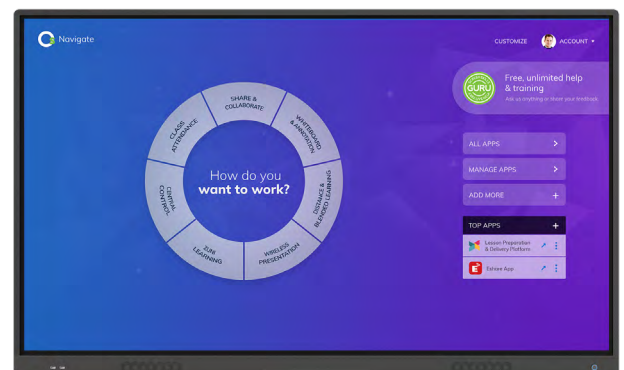 Navigate
CUSTOMIZE
ACCOUNT
GURU
Free, unlimited help
& training
Ask us anything or share your feedback
SHARE &
COLLABORATE
WHITEBOARD
& ANNOTATION
DISTANCE &
BLENDED LEARNING
WIRELESS
PRESENTATION
2UNI
LEARNING
CENTRAL
CONTROL
CLASS
ATTENDANCE
How do you
want to work?
ALL APPS
MANAGE APPS
ADD MORE
TOP APPS
Lesson Preparation
& Delivery Platform
Eshare App